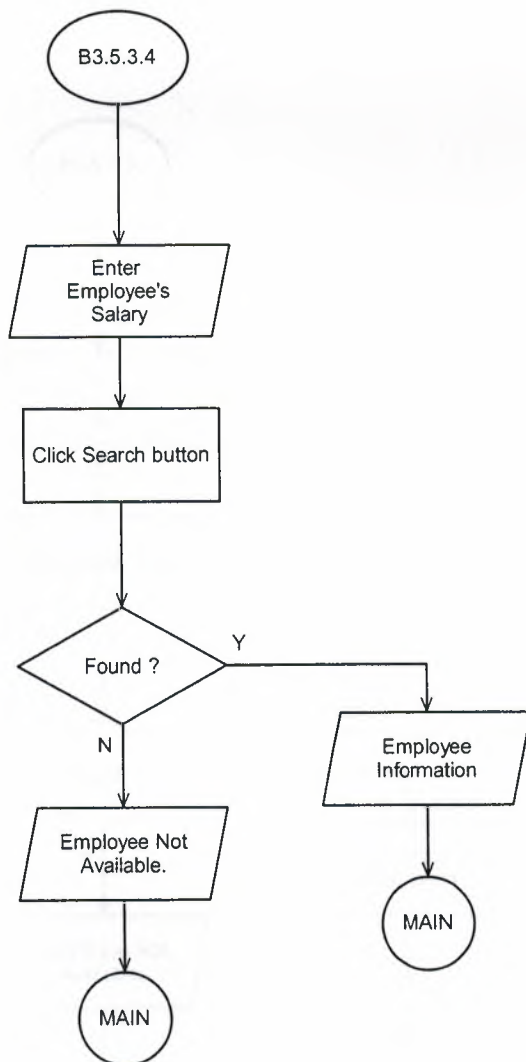 B3.5.3.4
Enter
Employee's
Salary
Click Search button
Found ?
Y
N
Employee
Information
Employee Not
Available.
MAIN
MAIN